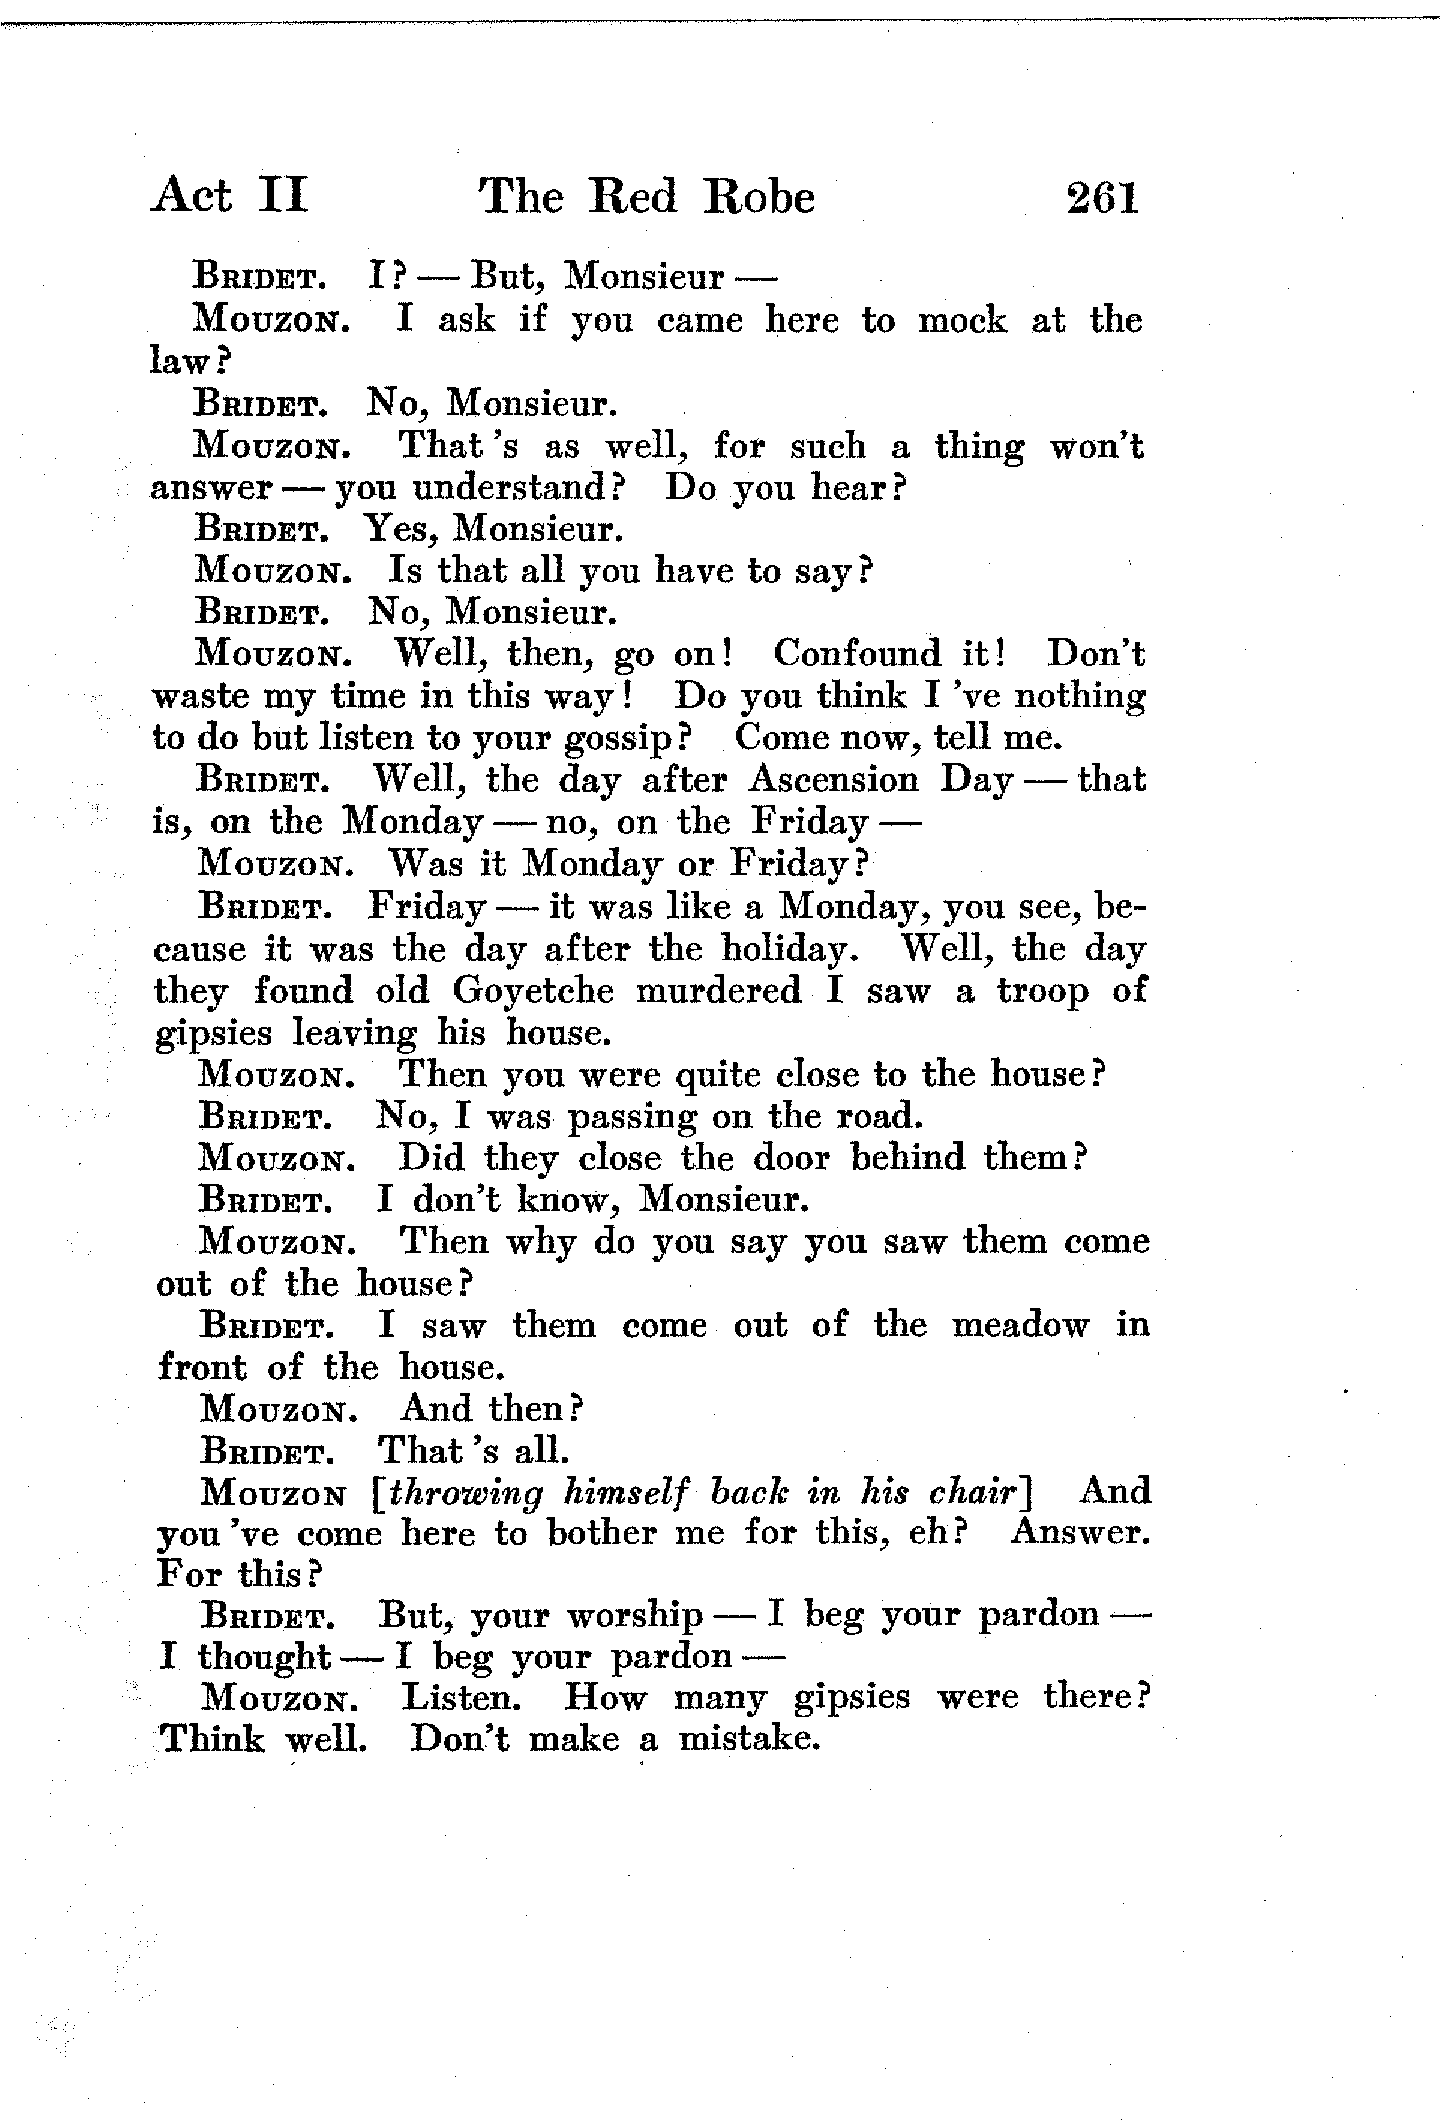 Act II The Red Robe 261
BRIDET. I? — But, Monsieur —
MOUZON. I ask if you came here to mock at the
law?
BRIDET. No, Monsieur.
MOUZON. That 's as well, for such a thing won't
answer — you understand? Do you hear?
BRIDET. Yes, Monsieur.
MOUZON. Is that all you have to say?
BRIDET. No, Monsieur.
MOUZON. Well, then, go on! Confound it! Don't
waste my time in this way! Do you think I 've nothing
to do but listen to your gossip? Come now, tell me.
BRIDET. Well, the day after Ascension Day — that
is, on the Monday — no, on the Friday —
MOUZON. Was it Monday or Friday?
BRIDET. Friday — it was like a Monday, you see, be-
cause it was the day after the holiday. Well, the day
they found old Goyetche murdered I saw a troop of
gipsies leaving his house.
MOUZON. Then you were quite close to the house?
BRIDET. No, I was passing on the road.
MOUZON. Did they close the door behind them?
BRIDET. I don't know, Monsieur.
MOUZON. Then why do you say you saw them come
out of the house?
BRIDET. I saw them come out of the meadow in
front of the house.
MOUZON. And then?
BRIDET. That 's all.
MOUZON [throwing himself back in his chair] And
you 've come here to bother me for this, eh? Answer.
For this?
BRIDET. But, your worship — I beg your pardon —
I thought — I beg your pardon —
MOUZON. Listen. How many gipsies were there?
Think well. Don't make a mistake.